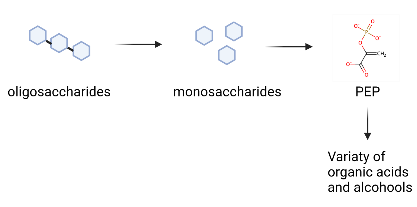 oligosaccharides
monosaccharides
PEP
Variaty of
organic acids
and alcohools